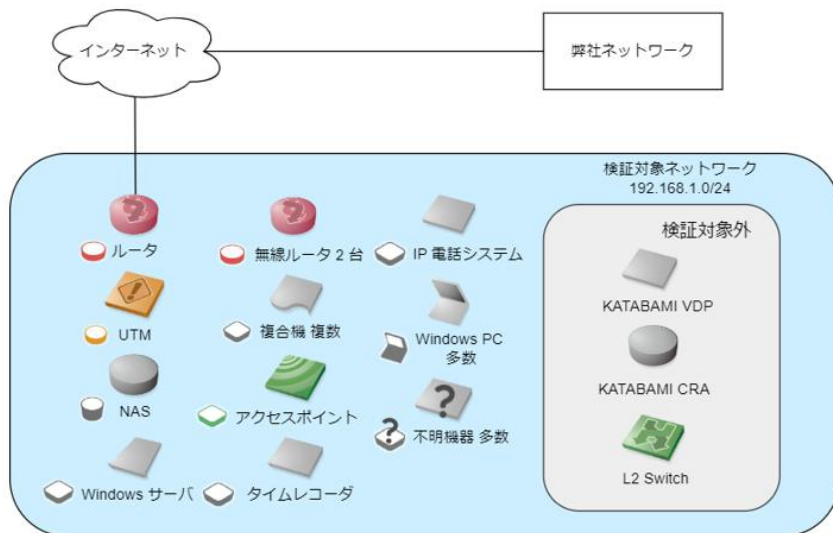 インターネット
弊社ネットワーク
検証対象ネットワーク
192.168.1.0/24
ルータ
無線ルータ 2 台
IP 電話システム
検証対象外
UTM
複合機 複数
Windows PC
多数
KATABAMI VDP
NAS
アクセスポイント
不明機器 多数
KATABAMI CRA
Windows サーバ
タイムレコーダ
L2 Switch